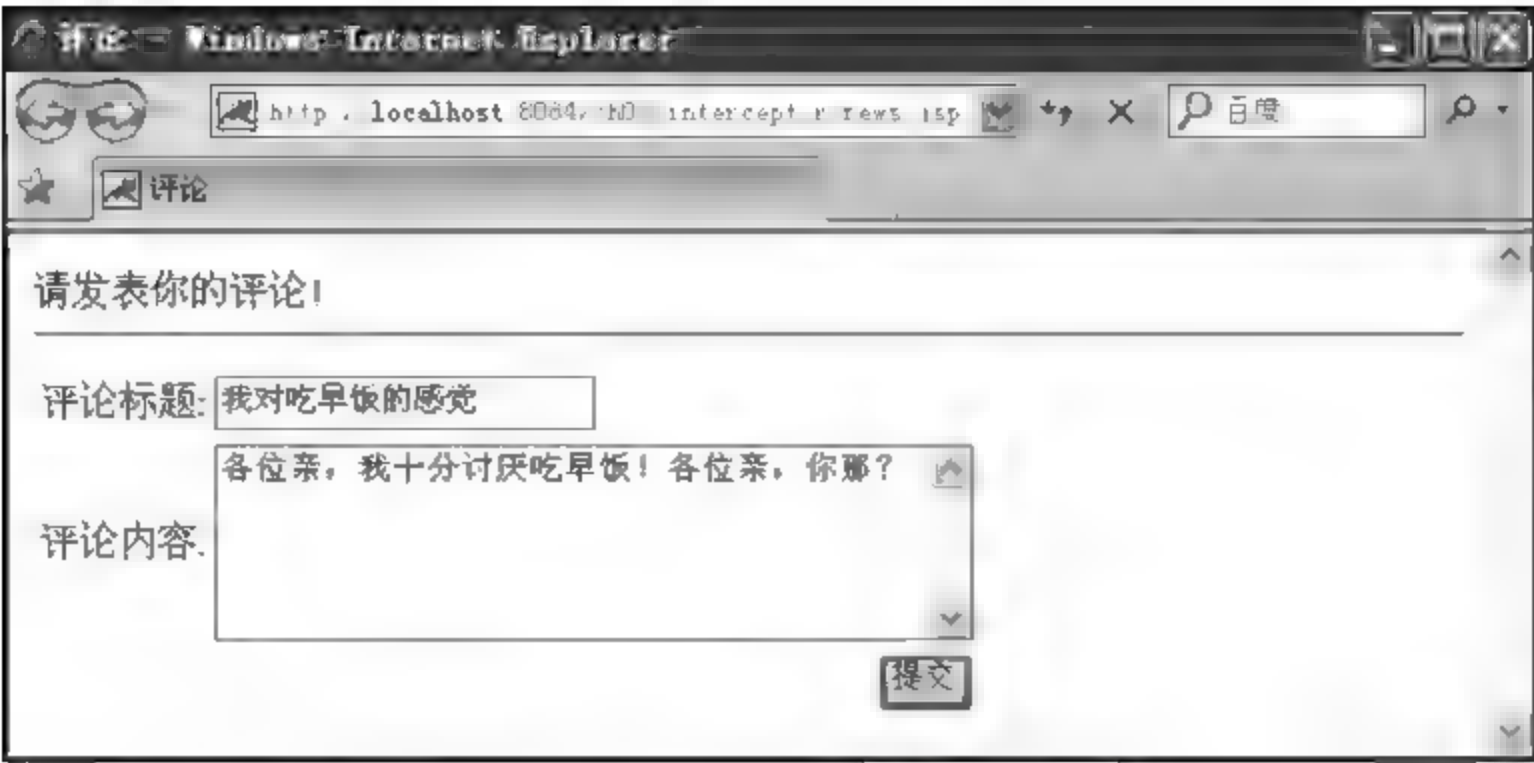 评论 - Windows Internet Explorer
localhost 8084
百度
评论
请发表你的评论!
评论标题: 我对吃早饭的感觉
各位亲，我十分讨厌吃早饭！各位亲，你那？
评论内容:
提交